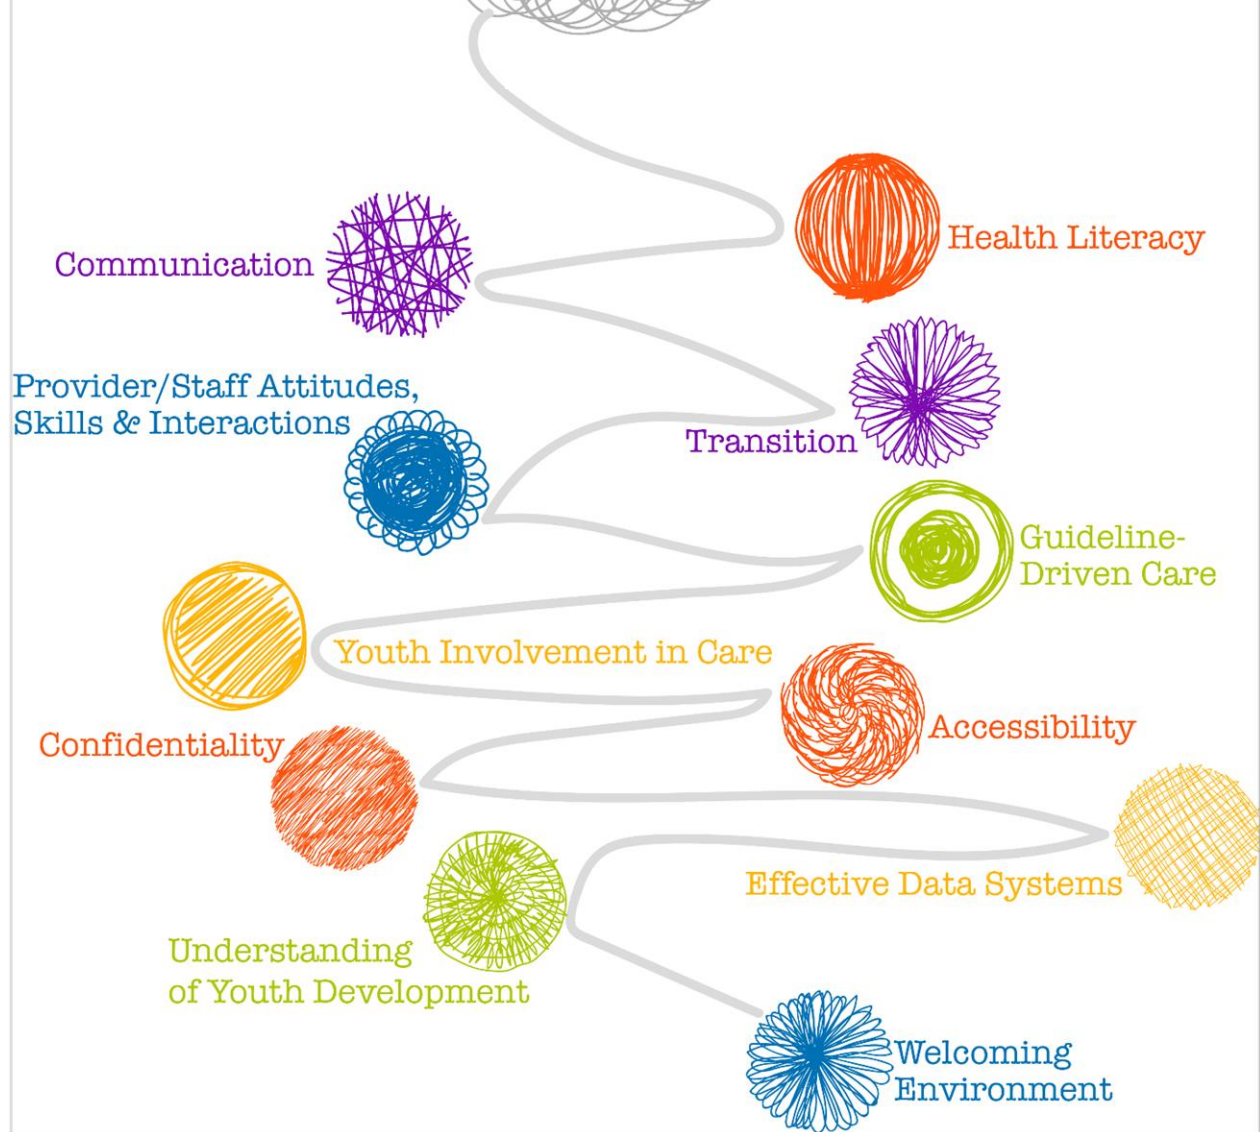 Health Literacy
Communication
Provider/Staff Attitudes,
Skills & Interactions
Transition
Guideline-
Driven Care
Youth Involvement in Care
Accessibility
Confidentiality
Effective Data Systems
Understanding
of Youth Development
Welcoming
Environment